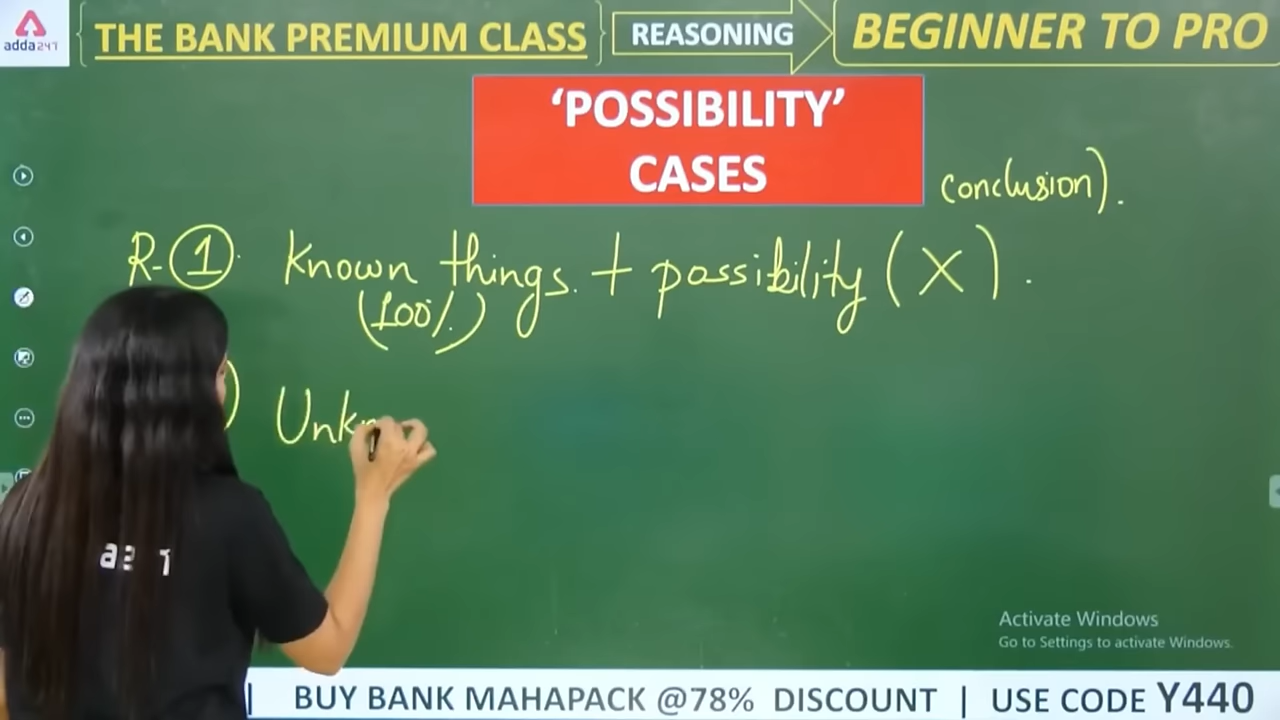 adda247
THE BANK PREMIUM CLASS
REASONING
BEGINNER TO PRO
'POSSIBILITY'
CASES
conclusion).
R-1 Known things. + possibility (X).
(100%)
) Unk
Activate Windows
Go to Settings to activate Windows.
| BUY BANK MAHAPACK @78% DISCOUNT | USE CODE Y440